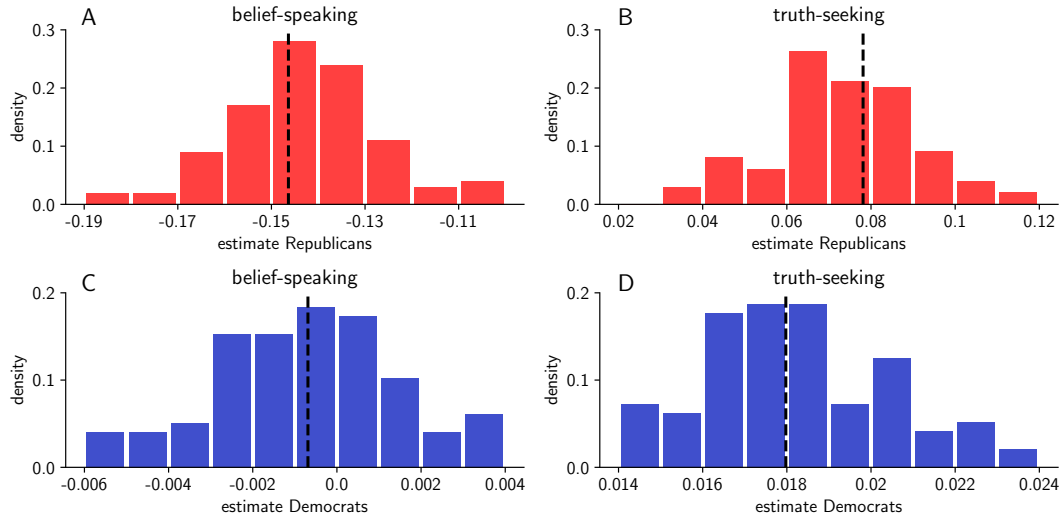 A
belief-speaking
0.3
0.2
0.1
0.0
density
-0.19
-0.17
-0.15
-0.13
-0.11
estimate Republicans
B
truth-seeking
0.3
0.2
0.1
0.0
density
0.02
0.04
0.06
0.08
0.1
0.12
estimate Republicans
C
belief-speaking
0.2
0.1
0.0
density
-0.006
-0.004
-0.002
0.0
0.002
0.004
estimate Democrats
D
truth-seeking
0.2
0.1
0.0
density
0.014
0.016
0.018
0.02
0.022
0.024
estimate Democrats